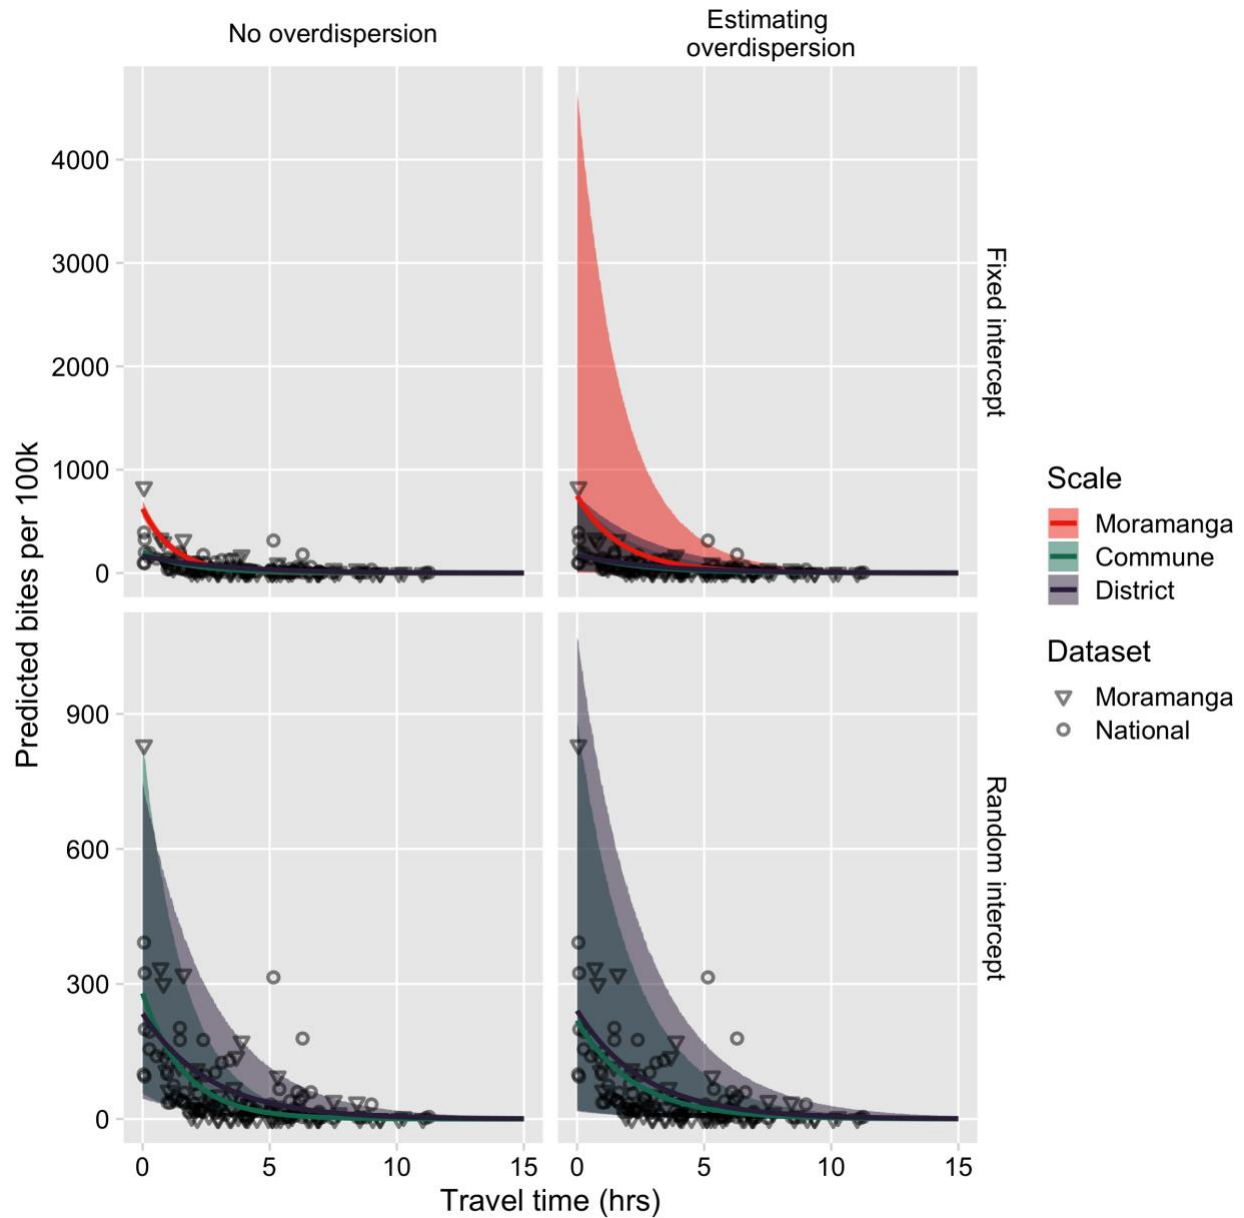 No overdispersion
Estimating
overdispersion
Predicted bites per 100k
4000
3000
2000
1000
0
Fixed intercept
900
600
300
0
Random intercept
0 5 10 15
0 5 10 15
Travel time (hrs)
Scale
Moramanga
Commune
District
Dataset
Moramanga
National